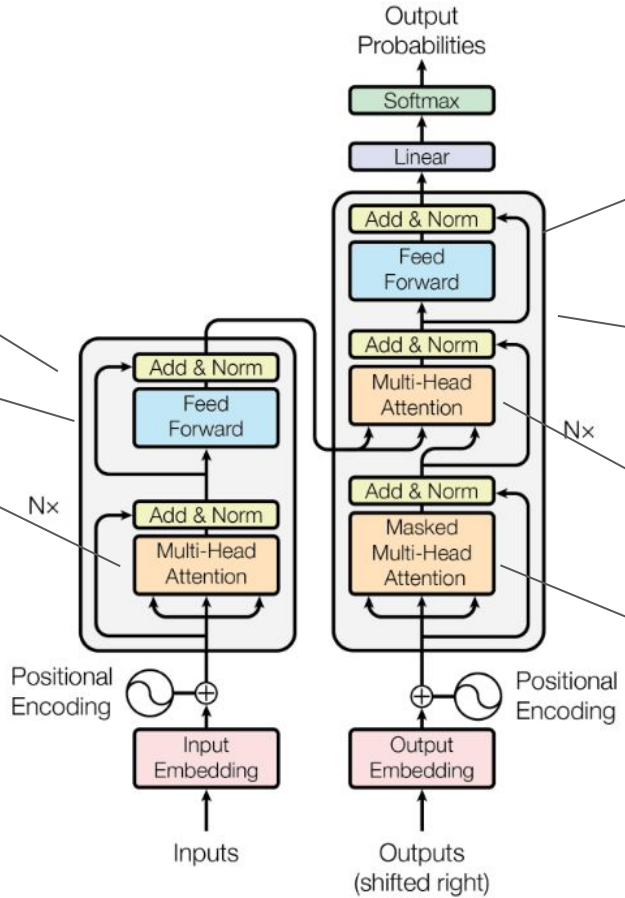 Output
Probabilities
Softmax
Linear
Add & Norm
Feed
Forward
Add & Norm
Multi-Head
Attention
Nx
Add & Norm
Masked
Multi-Head
Attention
Add & Norm
Feed
Forward
Nx
Add & Norm
Multi-Head
Attention
Positional
Encoding
Positional
Encoding
Input
Embedding
Output
Embedding
Inputs
Outputs
(shifted right)